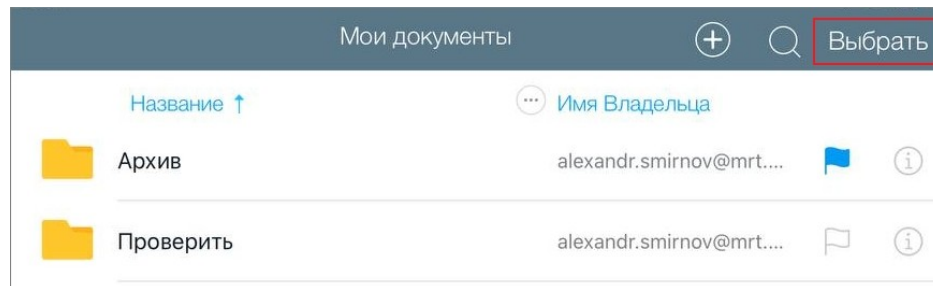 Мои документы Выбрать
Название ↑ Имя Владельца
Архив alexandr.smirnov@mrt....
Проверить alexandr.smirnov@mrt....